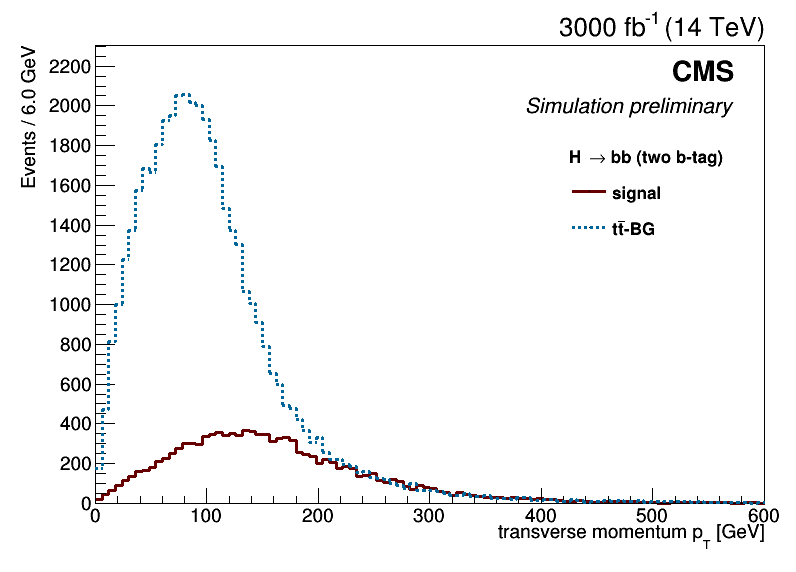 3000 fb-1 (14 TeV)
Events / 6.0 GeV
CMS
Simulation preliminary
H → bb (two b-tag)
signal
tt̄-BG
2200
2000
1800
1600
1400
1200
1000
800
600
400
200
0
0 100 200 300 400 500 600
transverse momentum pT [GeV]